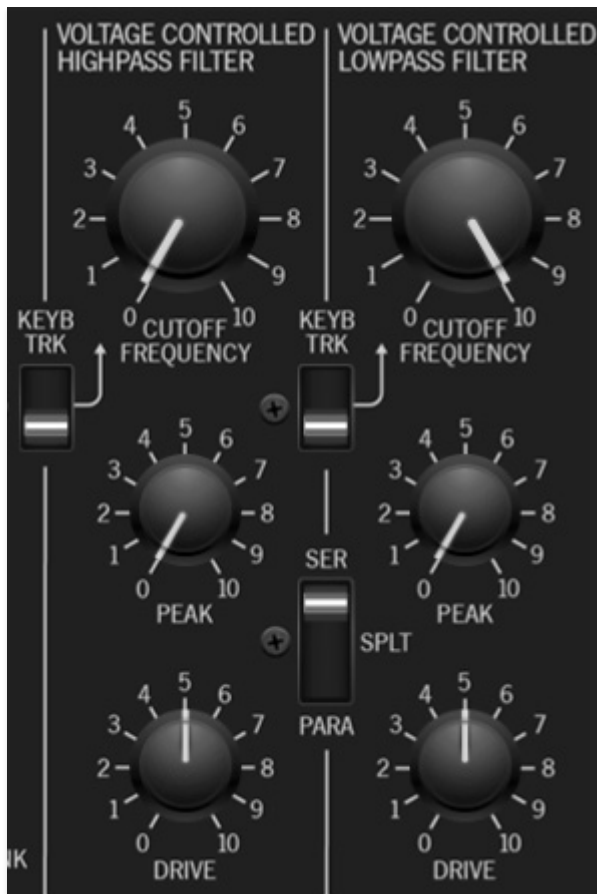 VOLTAGE CONTROLLED
HIGHPASS FILTER
VOLTAGE CONTROLLED
LOWPASS FILTER
0 1 2 3 4 5 6 7 8 9 10
0 1 2 3 4 5 6 7 8 9 10
KEYB
TRK
CUTOFF
FREQUENCY
KEYB
TRK
CUTOFF
FREQUENCY
0 1 2 3 4 5 6 7 8 9 10
PEAK
SER
SPLT
PARA
0 1 2 3 4 5 6 7 8 9 10
PEAK
0 1 2 3 4 5 6 7 8 9 10
DRIVE
0 1 2 3 4 5 6 7 8 9 10
DRIVE